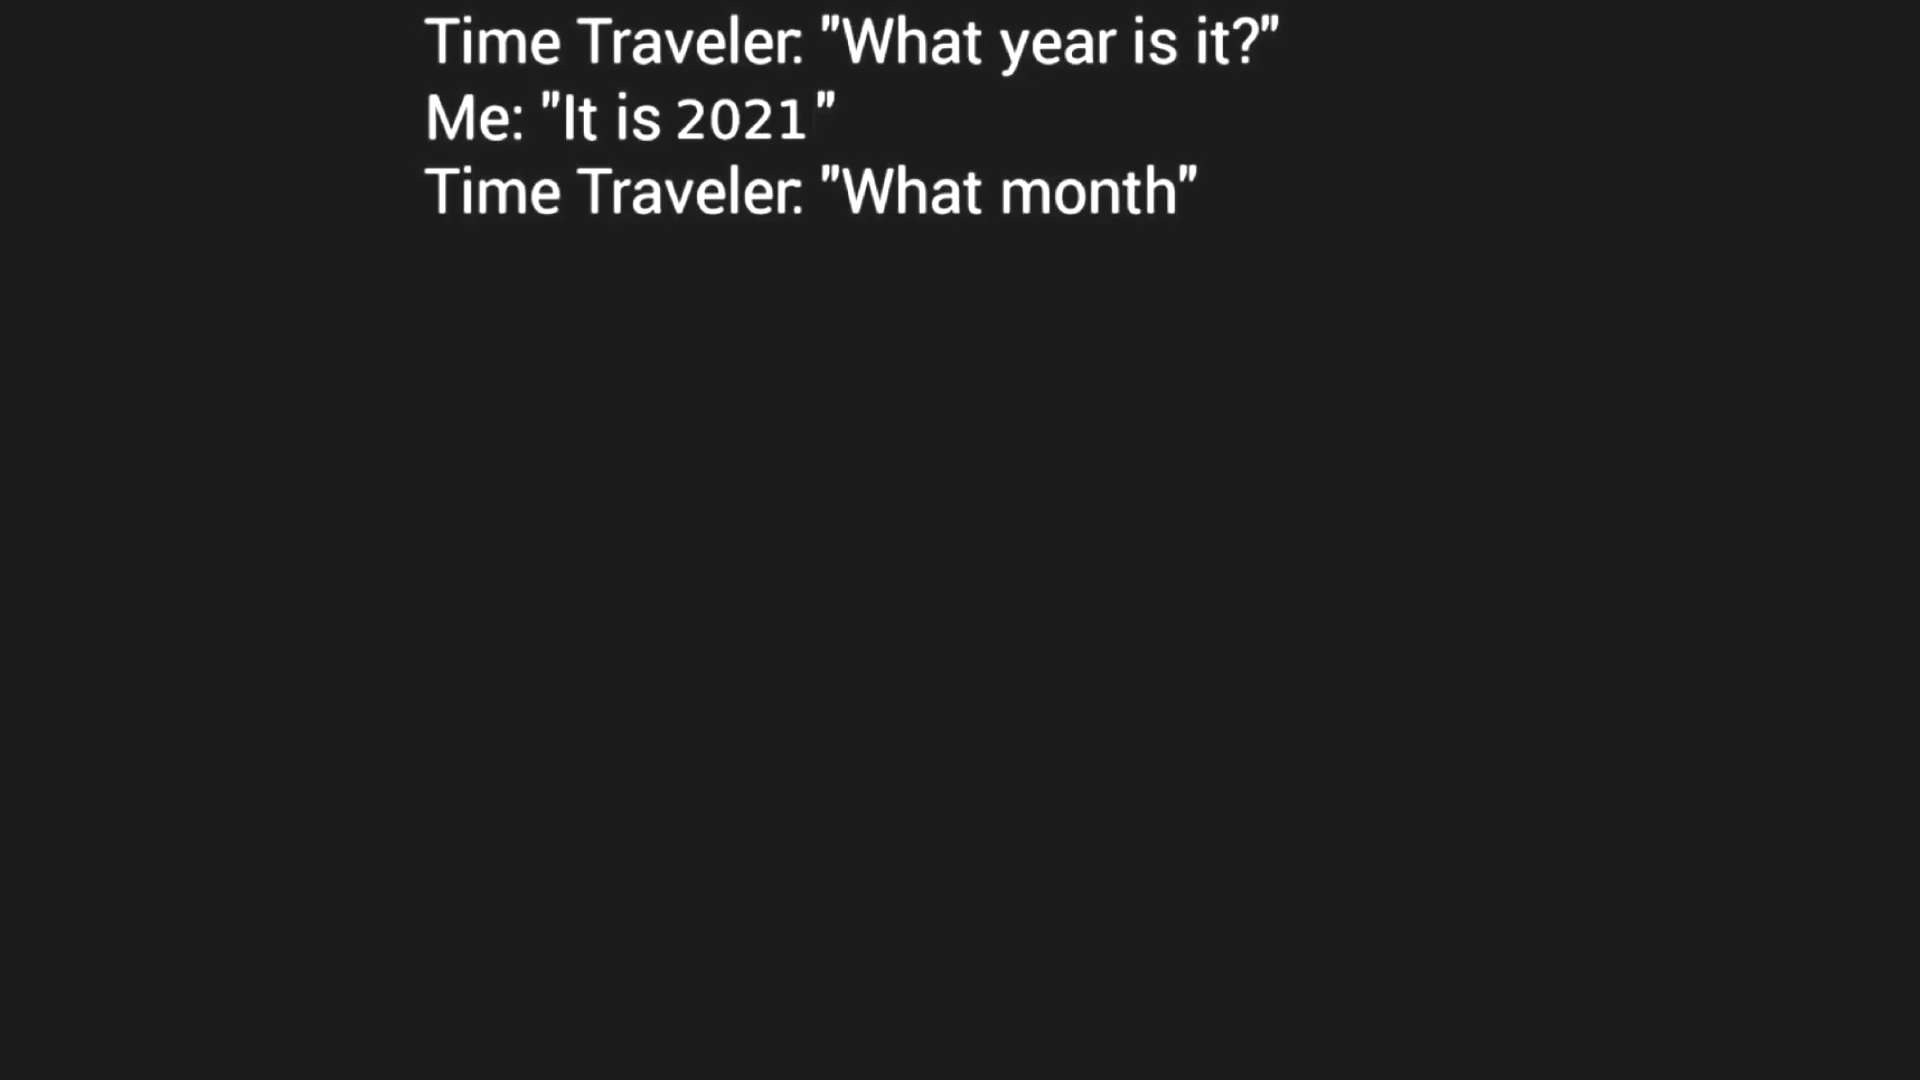 Time Traveler: "What year is it?"
Me: "It is 2021"
Time Traveler: "What month"